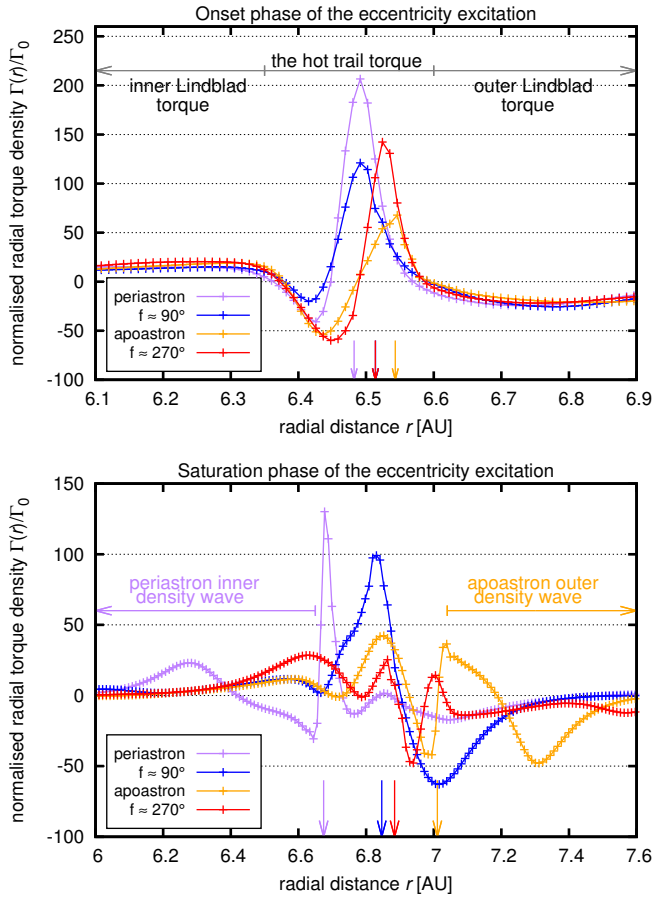 Onset phase of the eccentricity excitation
normalised radial torque density Γ(r)/Γ0
250
200
150
100
50
0
-50
-100
the hot trail torque
inner Lindblad
torque
outer Lindblad
torque
periastron
f ≈ 90°
apoastron
f ≈ 270°
6.1 6.2 6.3 6.4 6.5 6.6 6.7 6.8 6.9
radial distance r [AU]
Saturation phase of the eccentricity excitation
normalised radial torque density Γ(r)/Γ0
150
100
50
0
-50
-100
periastron inner
density wave
apoastron outer
density wave
periastron
f ≈ 90°
apoastron
f ≈ 270°
6 6.2 6.4 6.6 6.8 7 7.2 7.4 7.6
radial distance r [AU]